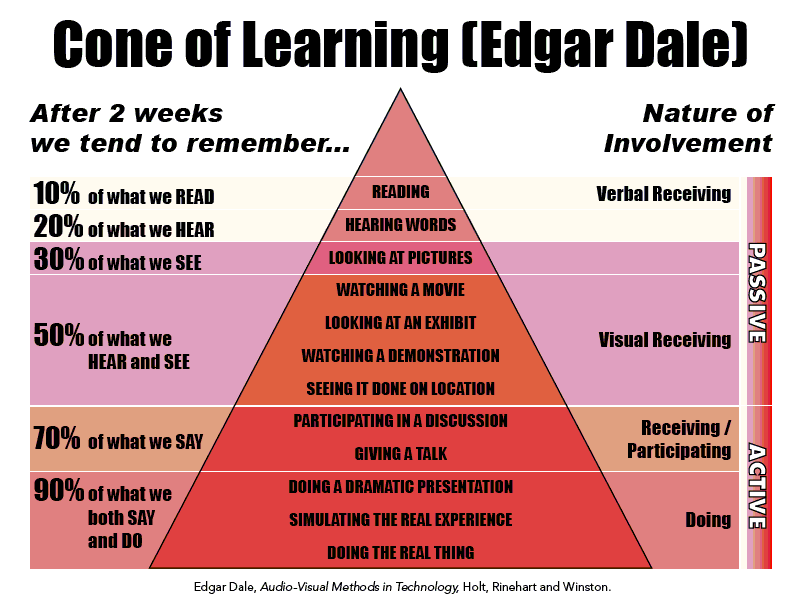 Cone of Learning (Edgar Dale)
After 2 weeks
we tend to remember...
Nature of
Involvement
10% of what we READ
READING
Verbal Receiving
20% of what we HEAR
HEARING WORDS
30% of what we SEE
LOOKING AT PICTURES
50% of what we
HEAR and SEE
WATCHING A MOVIE
LOOKING AT AN EXHIBIT
WATCHING A DEMONSTRATION
SEEING IT DONE ON LOCATION
Visual Receiving
PASSIVE
70% of what we SAY
PARTICIPATING IN A DISCUSSION
GIVING A TALK
Receiving /
Participating
90% of what we
both SAY
and DO
DOING A DRAMATIC PRESENTATION
SIMULATING THE REAL EXPERIENCE
DOING THE REAL THING
Doing
ACTIVE
Edgar Dale, Audio-Visual Methods in Technology, Holt, Rinehart and Winston.